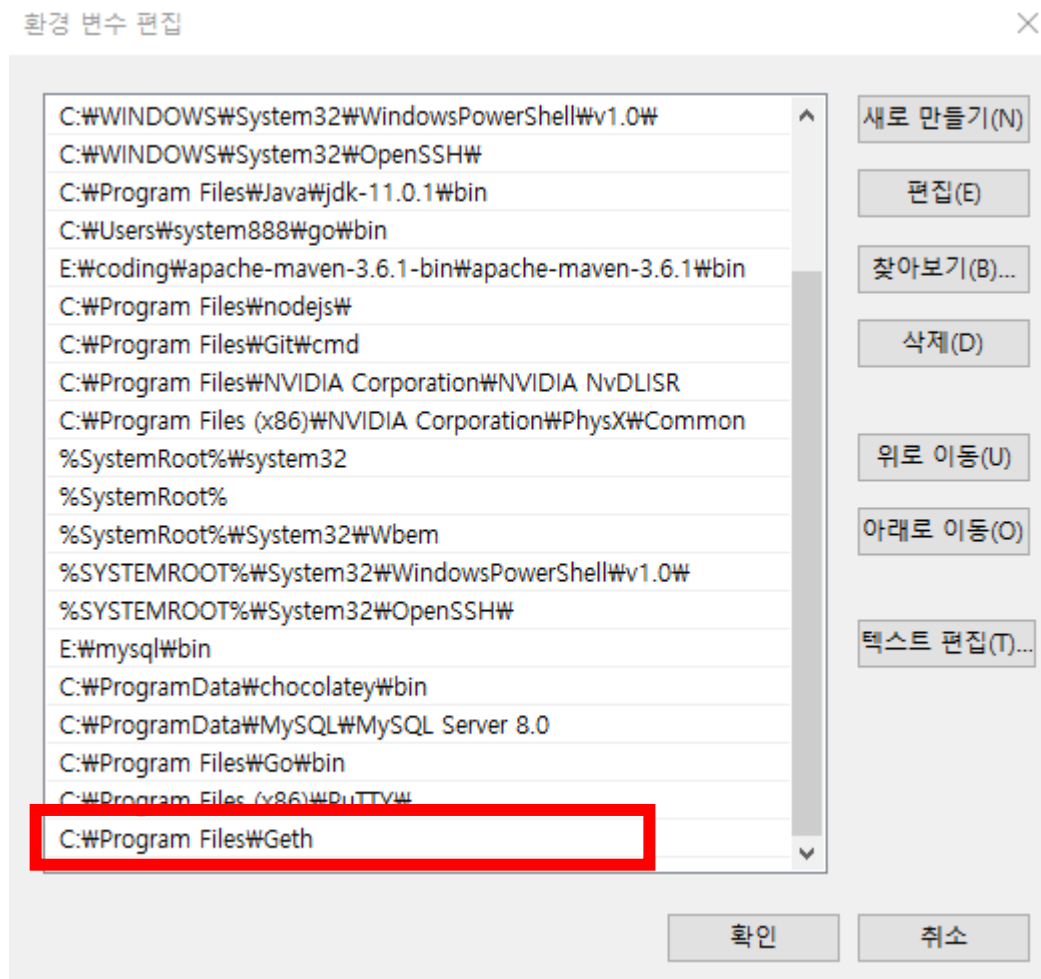 환경 변수 편집
C:₩WINDOWS₩System32₩WindowsPowerShell₩v1.0₩
C:₩WINDOWS₩System32₩OpenSSH₩
C:₩Program Files₩Java₩jdk-11.0.1₩bin
C:₩Users₩system888₩go₩bin
E:₩coding₩apache-maven-3.6.1-bin₩apache-maven-3.6.1₩bin
C:₩Program Files₩nodejs₩
C:₩Program Files₩Git₩cmd
C:₩Program Files₩NVIDIA Corporation₩NVIDIA NvDLISR
C:₩Program Files (x86)₩NVIDIA Corporation₩PhysX₩Common
%SystemRoot%₩system32
%SystemRoot%
%SystemRoot%₩System32₩Wbem
%SYSTEMROOT%₩System32₩WindowsPowerShell₩v1.0₩
%SYSTEMROOT%₩System32₩OpenSSH₩
E:₩mysql₩bin
C:₩ProgramData₩chocolatey₩bin
C:₩ProgramData₩MySQL₩MySQL Server 8.0
C:₩Program Files₩Go₩bin
C:₩Program Files (x86)₩PuTTY₩
C:₩Program Files₩Geth
새로 만들기(N)
편집(E)
찾아보기(B)...
삭제(D)
위로 이동(U)
아래로 이동(O)
텍스트 편집(T)...
확인
취소